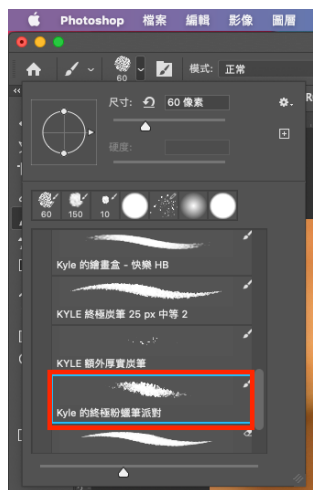 Photoshop 檔案 編輯 影像 圖層
60 模式: 正常
尺寸: 60 像素
硬度:
60 150 10
Kyle 的繪畫盒 - 快樂 HB
KYLE 終極炭筆 25 px 中等 2
KYLE 額外厚實炭筆
Kyle 的終極粉蠟筆派對